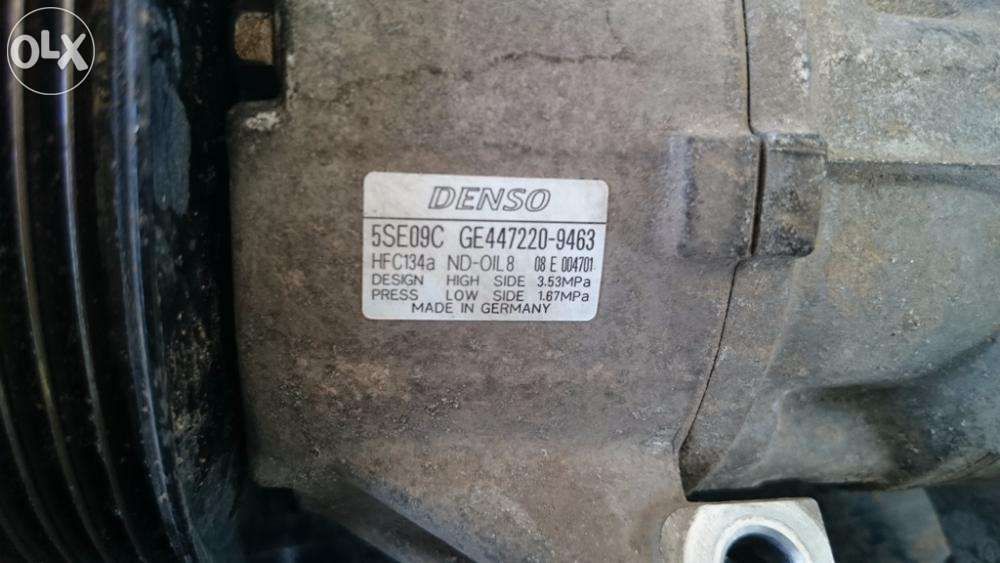 OLX
DENSO
5SE09C GE447220-9463
HFC134a ND-OIL8 08 E 004701
DESIGN HIGH SIDE 3.53MPa
PRESS LOW SIDE 1.67MPa
MADE IN GERMANY